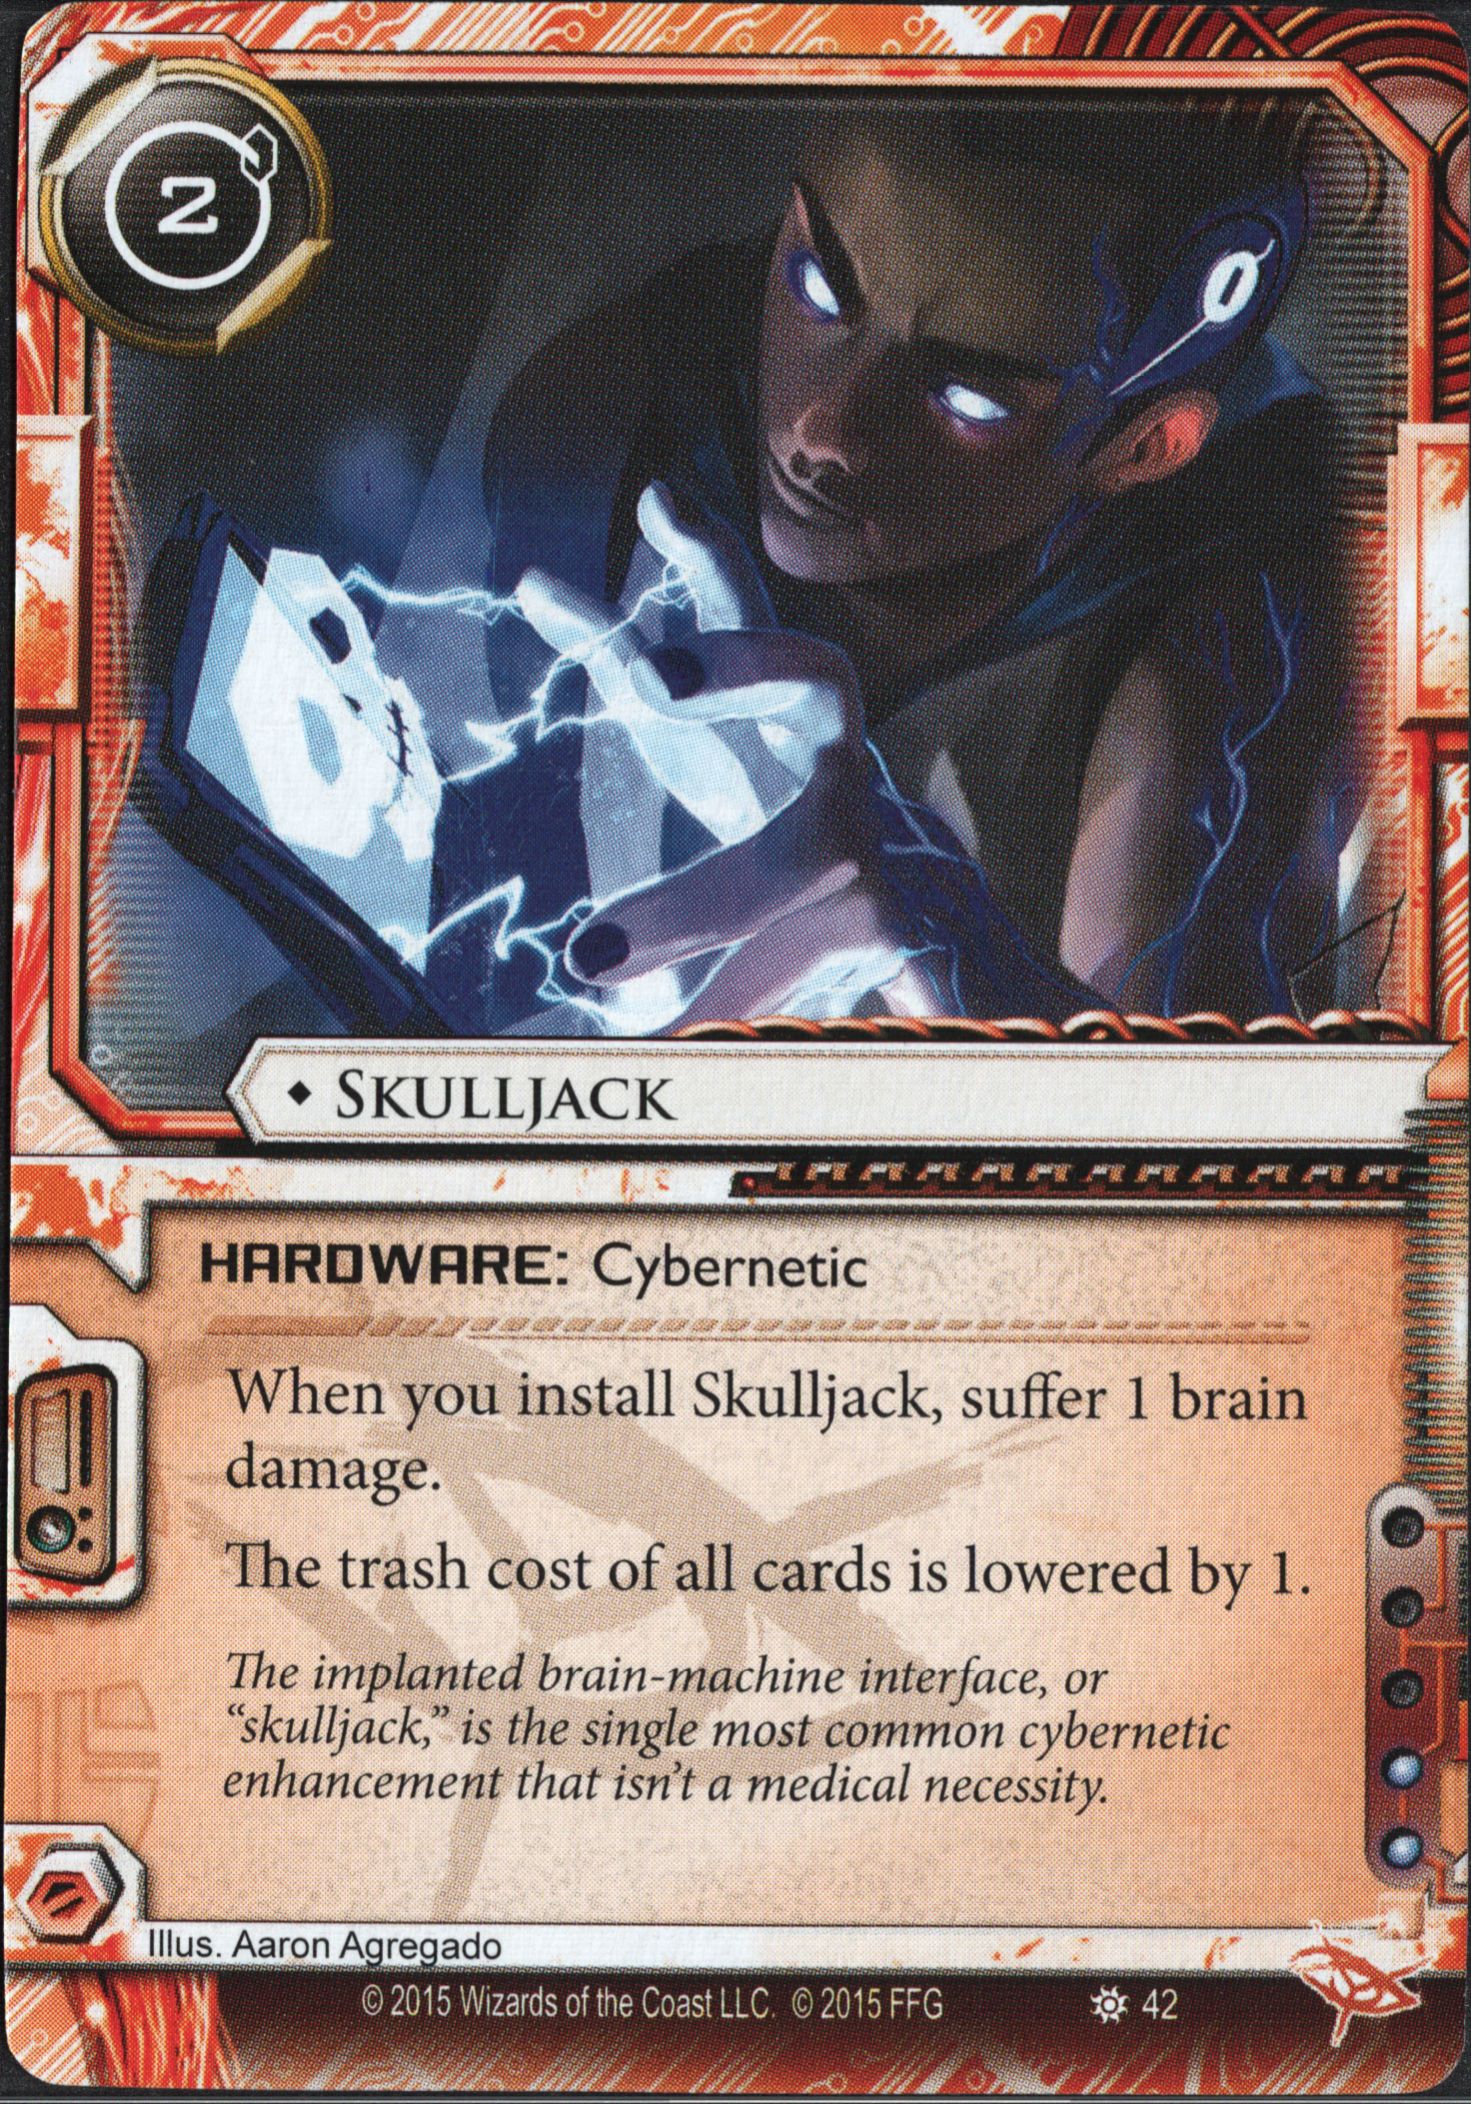 2
◆ Skulljack
HARDWARE: Cybernetic
When you install Skulljack, suffer 1 brain
damage.
The trash cost of all cards is lowered by 1.
The implanted brain-machine interface, or
“skulljack,” is the single most common cybernetic
enhancement that isn’t a medical necessity.
Illus. Aaron Agregado
© 2015 Wizards of the Coast LLC. © 2015 FFG 42